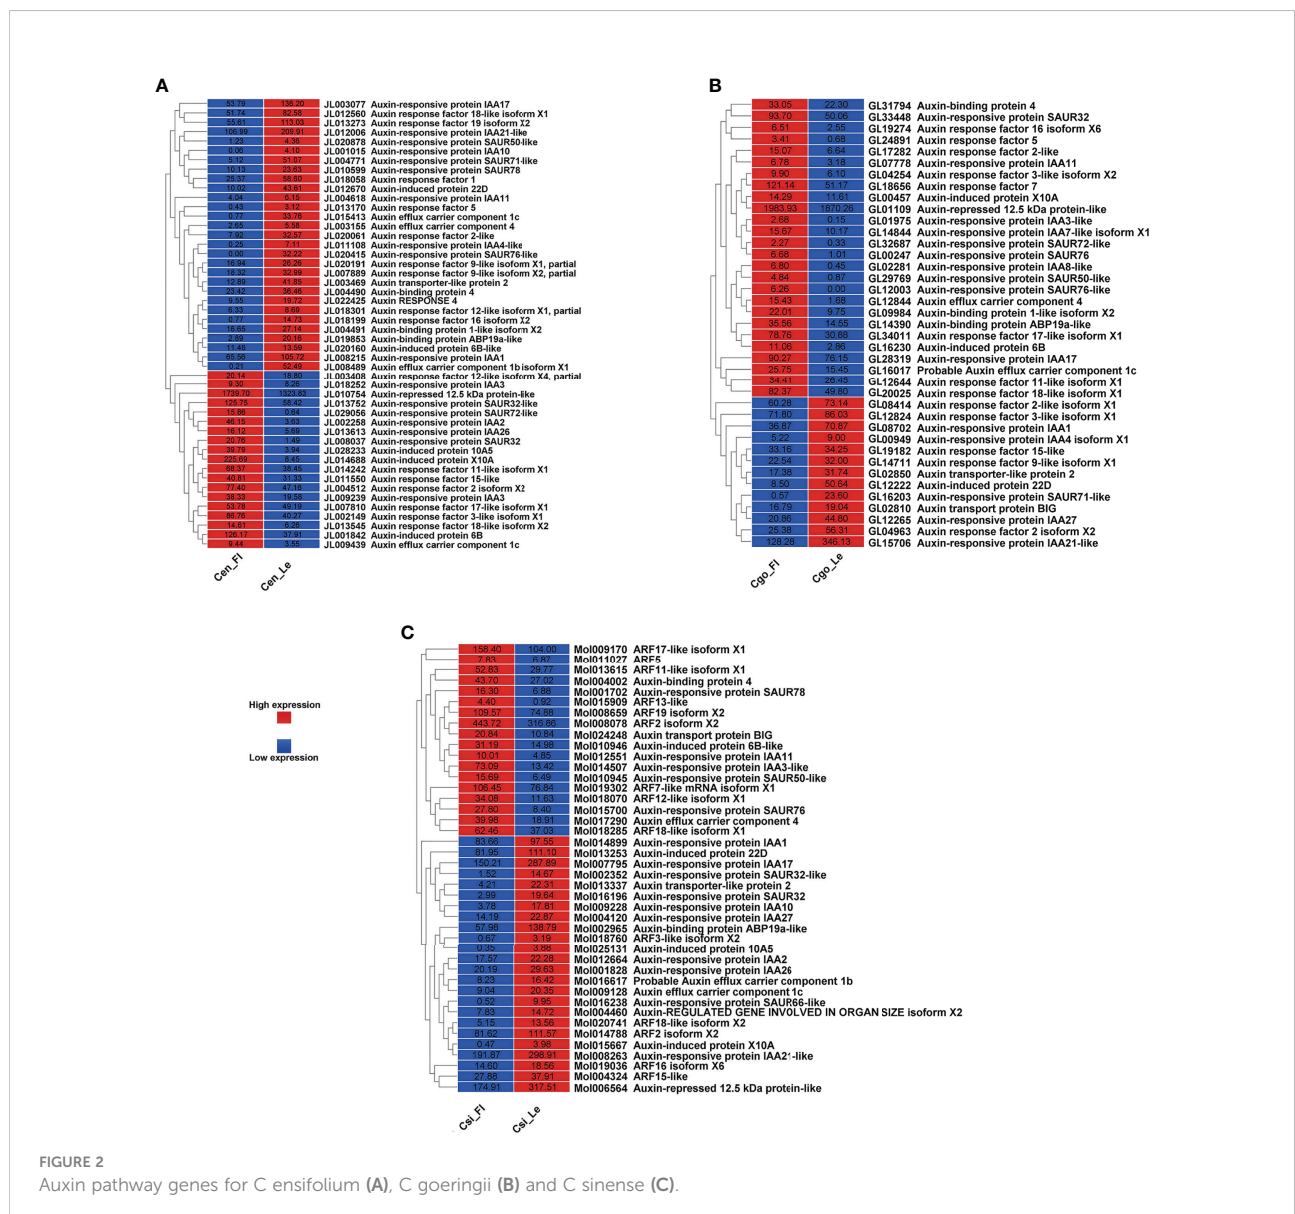 A
53.79 136.20 JL003077 Auxin-responsive protein IAA17
51.74 82.58 JL012560 Auxin response factor 18-like isoform X1
55.61 113.03 JL013273 Auxin response factor 19 isoform X2
106.99 209.91 JL012006 Auxin-responsive protein IAA21-like
1.23 4.36 JL020878 Auxin-responsive protein SAUR50-like
0.06 4.10 JL001015 Auxin-responsive protein IAA10
5.12 51.07 JL004771 Auxin-responsive protein SAUR71-like
10.13 23.63 JL010599 Auxin-responsive protein SAUR78
25.37 58.60 JL018058 Auxin response factor 1
10.02 43.61 JL012670 Auxin-induced protein 22D
4.04 6.15 JL004618 Auxin-responsive protein IAA11
0.43 3.12 JL013170 Auxin response factor 5
0.77 33.76 JL015413 Auxin efflux carrier component 1c
2.65 5.58 JL003155 Auxin efflux carrier component 4
7.92 32.57 JL020061 Auxin response factor 2-like
0.25 7.11 JL011108 Auxin-responsive protein IAA4-like
0.00 32.22 JL020415 Auxin-responsive protein SAUR76-like
16.94 26.26 JL020191 Auxin response factor 9-like isoform X1, partial
18.32 32.99 JL007889 Auxin response factor 9-like isoform X2, partial
12.89 41.85 JL003469 Auxin transporter-like protein 2
23.42 36.46 JL004490 Auxin-binding protein 4
9.55 19.72 JL022425 Auxin RESPONSE 4
6.33 8.69 JL018301 Auxin response factor 12-like isoform X1, partial
0.77 14.73 JL018199 Auxin response factor 16 isoform X2
16.65 27.14 JL004491 Auxin-binding protein 1-like isoform X2
2.89 20.16 JL019853 Auxin-binding protein ABP19a-like
11.48 13.59 JL020160 Auxin-induced protein 6B-like
65.56 105.72 JL008215 Auxin-responsive protein IAA1
0.21 52.49 JL008489 Auxin efflux carrier component 1b isoform X1
20.14 18.80 JL003408 Auxin response factor 12-like isoform X4, partial
9.30 8.26 JL018252 Auxin-responsive protein IAA3
1739.70 1323.63 JL010754 Auxin-repressed 12.5 kDa protein-like
125.75 58.42 JL013752 Auxin-responsive protein SAUR32-like
15.86 0.64 JL029056 Auxin-responsive protein SAUR72-like
46.15 3.63 JL002258 Auxin-responsive protein IAA2
16.12 5.69 JL013613 Auxin-responsive protein IAA26
20.76 1.49 JL008037 Auxin-responsive protein SAUR32
39.79 3.94 JL028233 Auxin-induced protein 10A5
225.69 6.45 JL014688 Auxin-induced protein X10A
68.37 38.45 JL014242 Auxin response factor 11-like isoform X1
40.81 31.33 JL011550 Auxin response factor 15-like
77.40 47.16 JL004512 Auxin response factor 2 isoform X2
38.33 19.58 JL009239 Auxin-responsive protein IAA3
53.78 49.19 JL007810 Auxin response factor 17-like isoform X1
86.76 40.27 JL002149 Auxin response factor 3-like isoform X1
14.61 6.26 JL013545 Auxin response factor 18-like isoform X2
126.17 37.91 JL001842 Auxin-induced protein 6B
9.44 3.55 JL009439 Auxin efflux carrier component 1c
Cen_Fl Cen_Le
B
33.05 22.30 GL31794 Auxin-binding protein 4
93.70 50.06 GL33448 Auxin-responsive protein SAUR32
6.51 2.55 GL19274 Auxin response factor 16 isoform X6
3.41 0.68 GL24891 Auxin response factor 5
15.07 6.64 GL17282 Auxin response factor 2-like
6.78 3.18 GL07778 Auxin-responsive protein IAA11
9.90 6.10 GL04254 Auxin response factor 3-like isoform X2
121.14 51.17 GL18656 Auxin response factor 7
14.29 11.61 GL00457 Auxin-induced protein X10A
1983.93 1870.26 GL01109 Auxin-repressed 12.5 kDa protein-like
2.68 0.15 GL01975 Auxin-responsive protein IAA3-like
15.67 10.17 GL14844 Auxin-responsive protein IAA7-like isoform X1
2.27 0.33 GL32687 Auxin-responsive protein SAUR72-like
6.68 1.01 GL00247 Auxin-responsive protein SAUR76
6.80 0.45 GL02281 Auxin-responsive protein IAA8-like
4.84 0.87 GL29769 Auxin-responsive protein SAUR50-like
6.26 0.00 GL12003 Auxin-responsive protein SAUR76-like
15.43 1.68 GL12844 Auxin efflux carrier component 4
22.01 9.75 GL09984 Auxin-binding protein 1-like isoform X2
35.56 14.55 GL14390 Auxin-binding protein ABP19a-like
78.76 30.88 GL34011 Auxin response factor 17-like isoform X1
11.06 2.86 GL16230 Auxin-induced protein 6B
90.27 76.15 GL28319 Auxin-responsive protein IAA17
25.75 15.45 GL16017 Probable Auxin efflux carrier component 1c
54.41 26.45 GL12644 Auxin response factor 11-like isoform X1
82.37 49.80 GL20025 Auxin response factor 18-like isoform X1
60.28 73.14 GL08414 Auxin response factor 2-like isoform X1
71.80 86.03 GL12824 Auxin response factor 3-like isoform X1
36.87 70.87 GL08702 Auxin-responsive protein IAA1
5.22 9.00 GL00949 Auxin-responsive protein IAA4 isoform X1
33.16 34.25 GL19182 Auxin response factor 15-like
22.54 32.00 GL14711 Auxin response factor 9-like isoform X1
17.38 31.74 GL02850 Auxin transporter-like protein 2
8.50 50.64 GL12222 Auxin-induced protein 22D
0.57 23.60 GL16203 Auxin-responsive protein SAUR71-like
16.79 19.04 GL02810 Auxin transport protein BIG
20.86 44.80 GL12265 Auxin-responsive protein IAA27
25.38 56.31 GL04963 Auxin response factor 2 isoform X2
128.28 346.13 GL15706 Auxin-responsive protein IAA21-like
Cgo_Fl Cgo_Le
C
158.40 104.00 Mol009170 ARF17-like isoform X1
7.83 6.87 Mol011027 ARF5
52.83 29.77 Mol013615 ARF11-like isoform X1
43.70 27.02 Mol004002 Auxin-binding protein 4
16.30 6.88 Mol001702 Auxin-responsive protein SAUR78
4.40 0.92 Mol015909 ARF13-like
109.57 74.88 Mol008659 ARF19 isoform X2
443.72 316.86 Mol008078 ARF2 isoform X2
20.84 10.84 Mol024248 Auxin transport protein BIG
31.19 14.98 Mol010946 Auxin-induced protein 6B-like
10.01 4.85 Mol012551 Auxin-responsive protein IAA11
73.09 13.42 Mol014507 Auxin-responsive protein IAA3-like
15.69 6.49 Mol010945 Auxin-responsive protein SAUR50-like
106.45 76.84 Mol019302 ARF7-like mRNA isoform X1
34.08 11.63 Mol018070 ARF12-like isoform X1
27.80 8.40 Mol015700 Auxin-responsive protein SAUR76
39.98 18.91 Mol017290 Auxin efflux carrier component 4
62.46 37.03 Mol018285 ARF18-like isoform X1
83.66 97.55 Mol014899 Auxin-responsive protein IAA1
81.95 111.10 Mol013253 Auxin-induced protein 22D
150.21 287.89 Mol007795 Auxin-responsive protein IAA17
1.52 14.67 Mol002352 Auxin-responsive protein SAUR32-like
4.21 22.31 Mol013337 Auxin transporter-like protein 2
2.99 19.64 Mol016196 Auxin-responsive protein SAUR32
3.78 17.81 Mol009228 Auxin-responsive protein IAA10
14.19 22.87 Mol004120 Auxin-responsive protein IAA27
57.98 138.79 Mol002965 Auxin-binding protein ABP19a-like
0.67 3.19 Mol018760 ARF3-like isoform X2
0.35 3.88 Mol025131 Auxin-induced protein 10A5
17.57 22.28 Mol012664 Auxin-responsive protein IAA2
20.19 29.63 Mol001828 Auxin-responsive protein IAA26
8.23 16.42 Mol016617 Probable Auxin efflux carrier component 1b
9.04 20.35 Mol009128 Auxin efflux carrier component 1c
0.52 9.95 Mol016238 Auxin-responsive protein SAUR66-like
7.83 14.72 Mol004460 Auxin-REGULATED GENE INVOLVED IN ORGAN SIZE isoform X2
5.15 13.56 Mol020741 ARF18-like isoform X2
81.62 111.57 Mol014788 ARF2 isoform X2
0.47 3.98 Mol015667 Auxin-induced protein X10A
191.87 298.91 Mol008263 Auxin-responsive protein IAA21-like
14.60 18.56 Mol019036 ARF16 isoform X6
27.88 37.91 Mol004324 ARF15-like
174.91 317.51 Mol006564 Auxin-repressed 12.5 kDa protein-like
Csi_Fl Csi_Le
High expression
Low expression
FIGURE 2
Auxin pathway genes for C ensifolium (A), C goeringii (B) and C sinense (C).